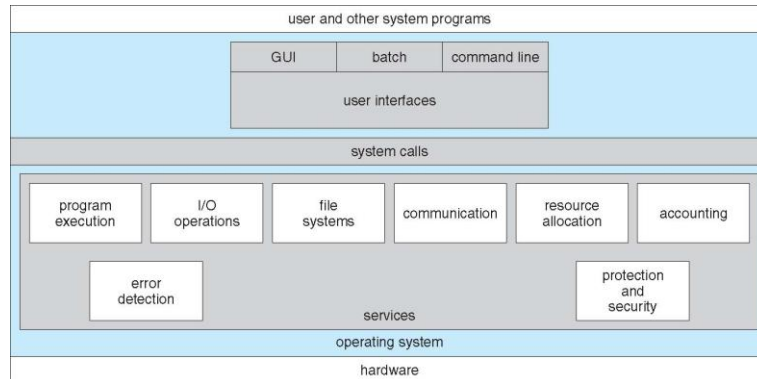 user and other system programs
GUI
batch
command line
user interfaces
system calls
program
execution
I/O
operations
file
systems
communication
resource
allocation
accounting
error
detection
protection
and
security
services
operating system
hardware